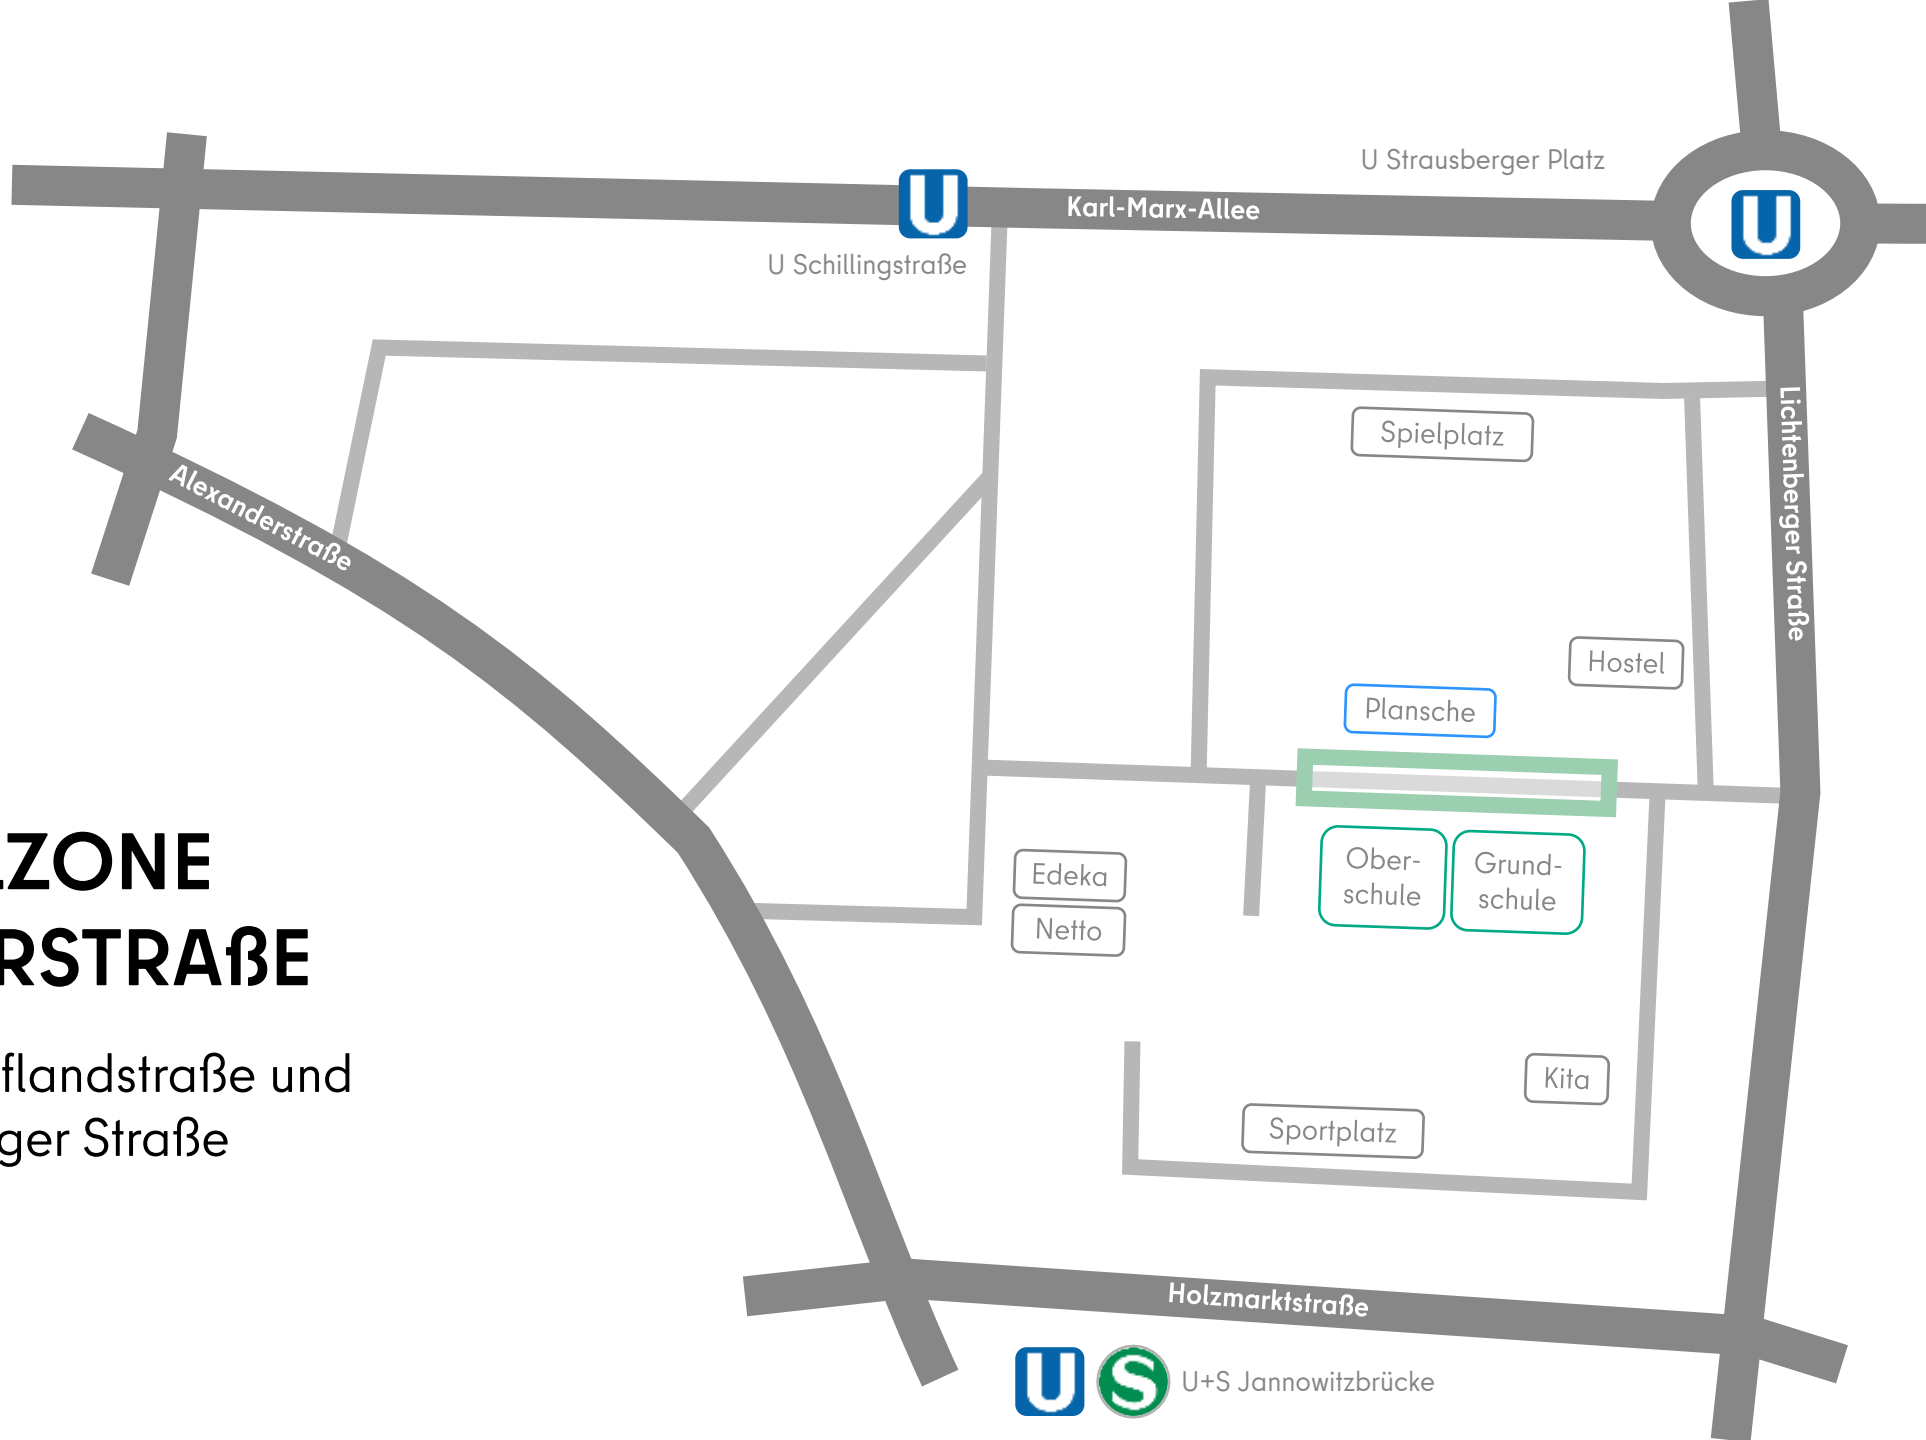 U Strausberger Platz
U
Karl-Marx-Allee
U
U Schillingstraße
Lichtenberger Straße
Spielplatz
Alexanderstraße
Hostel
Plansche
Ober-
schule
Grund-
schule
Edeka
Netto
ZONE
RSTRAßE
flandstraße und
ger Straße
Kita
Sportplatz
Holzmarktstraße
U
S
U+S Jannowitzbrücke